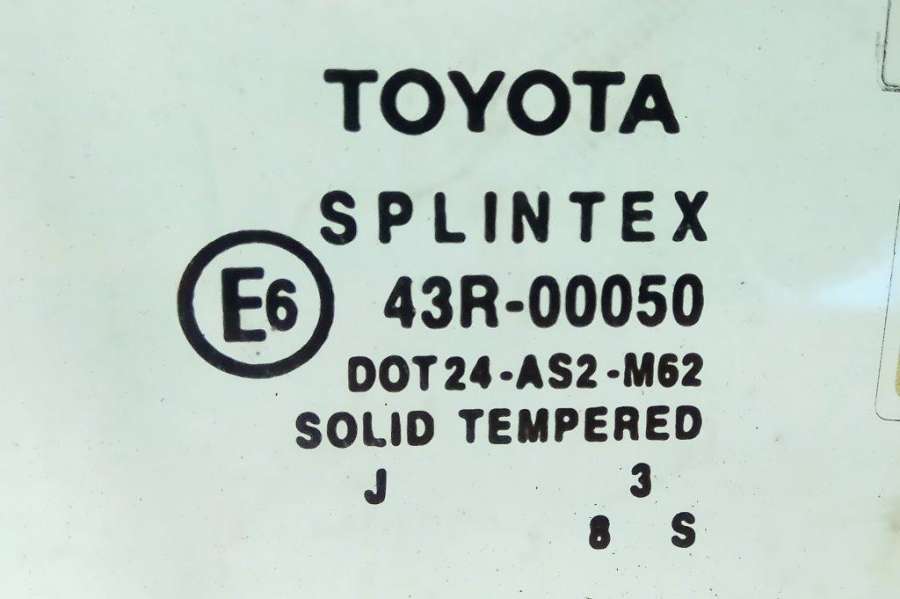 TOYOTA
SPLINTEX
E6 43R-00050
DOT24-AS2-M62
SOLID TEMPERED
J 3
8 S